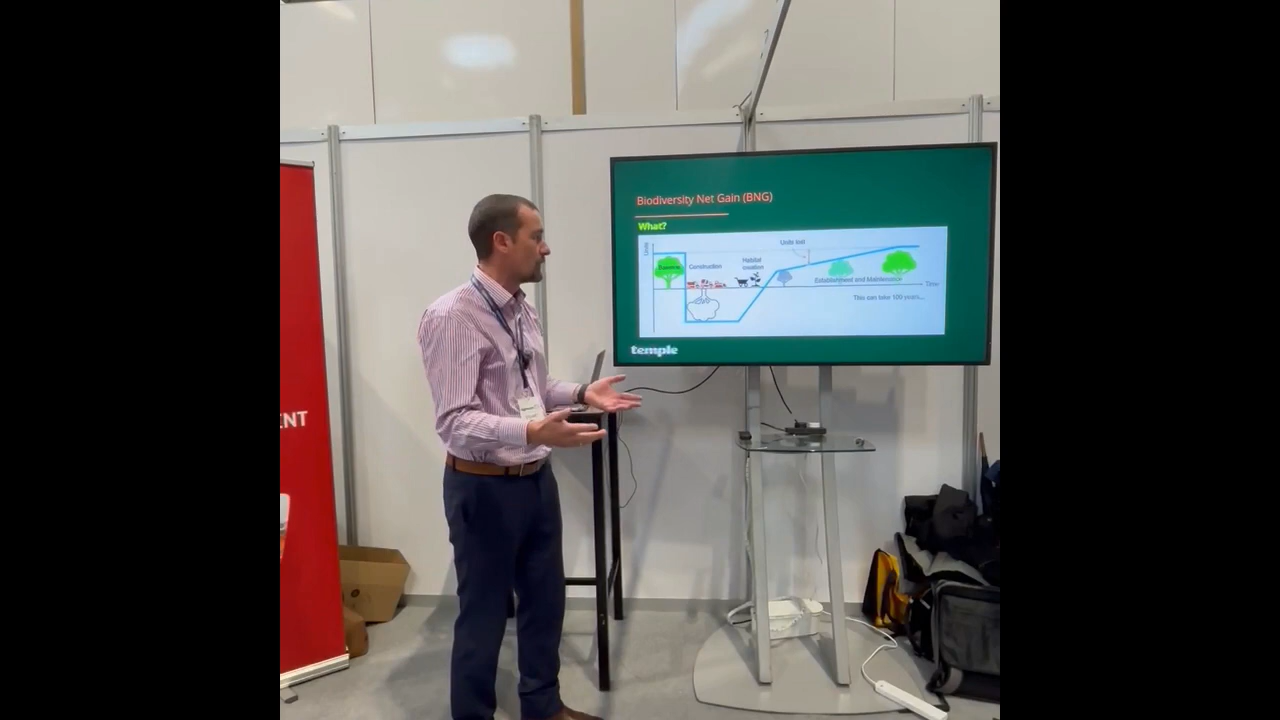 Biodiversity Net Gain (BNG)
What?
Units
Units lost
Baseline
Construction
Habitat
creation
Establishment and Maintenance
Time
This can take 100 years...
temple
ENT